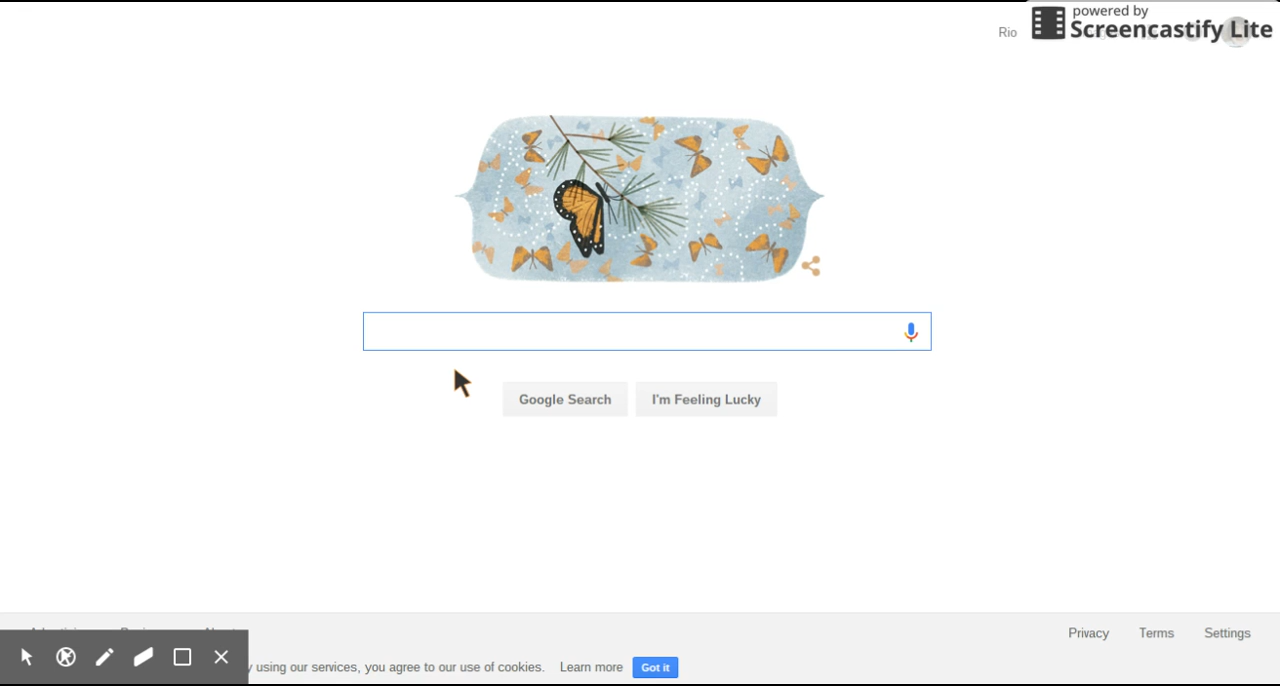 powered by
Screencastify Lite
Rio
Google Search
I'm Feeling Lucky
Privacy
Terms
Settings
using our services, you agree to our use of cookies.
Learn more
Got it